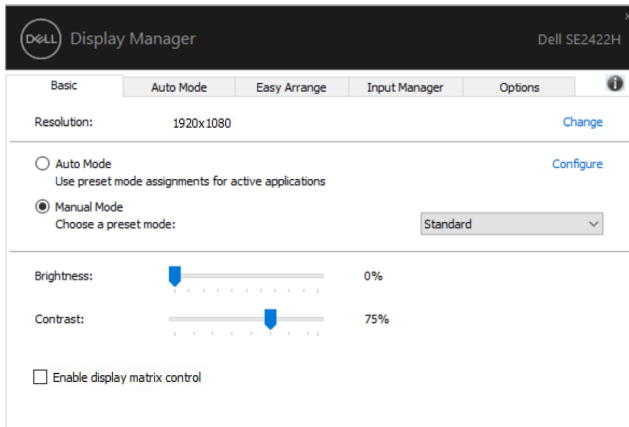 DELL Display Manager Dell SE2422H
Basic Auto Mode Easy Arrange Input Manager Options i
Resolution: 1920x1080 Change
Auto Mode Configure
Use preset mode assignments for active applications
Manual Mode
Choose a preset mode: Standard
Brightness: 0%
Contrast: 75%
Enable display matrix control